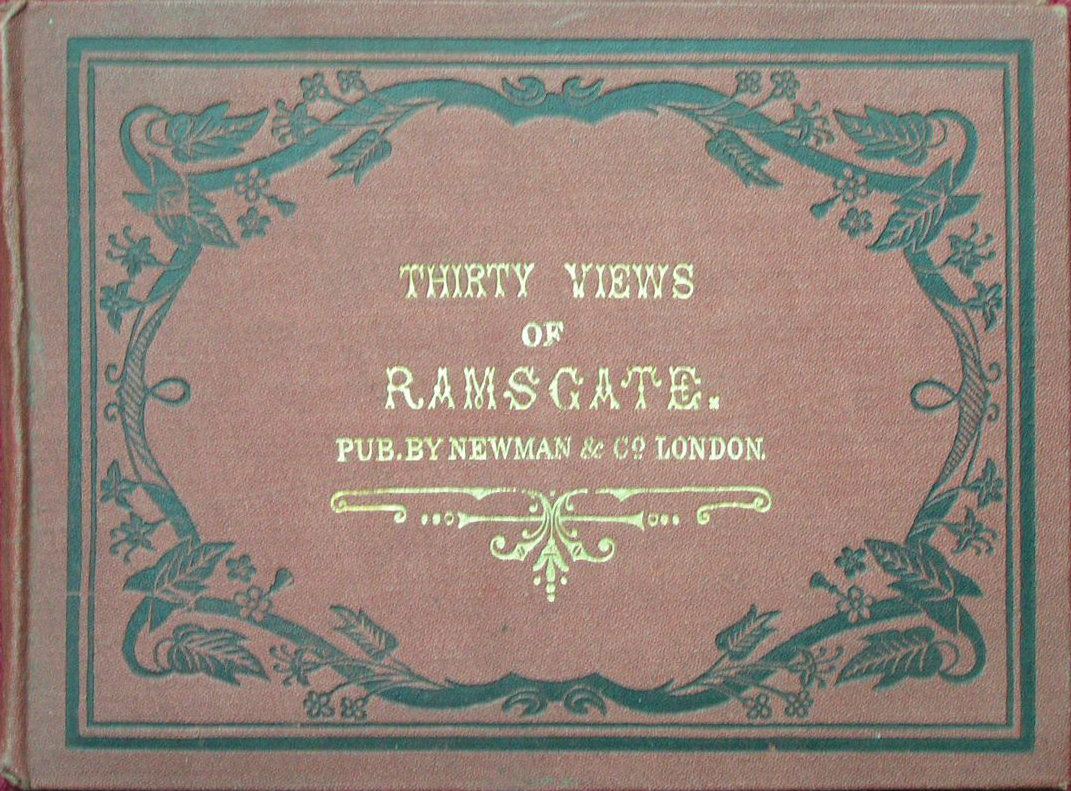 THIRTY VIEWS
OF
RAMSGATE.
PUB. BY NEWMAN & Cº LONDON.